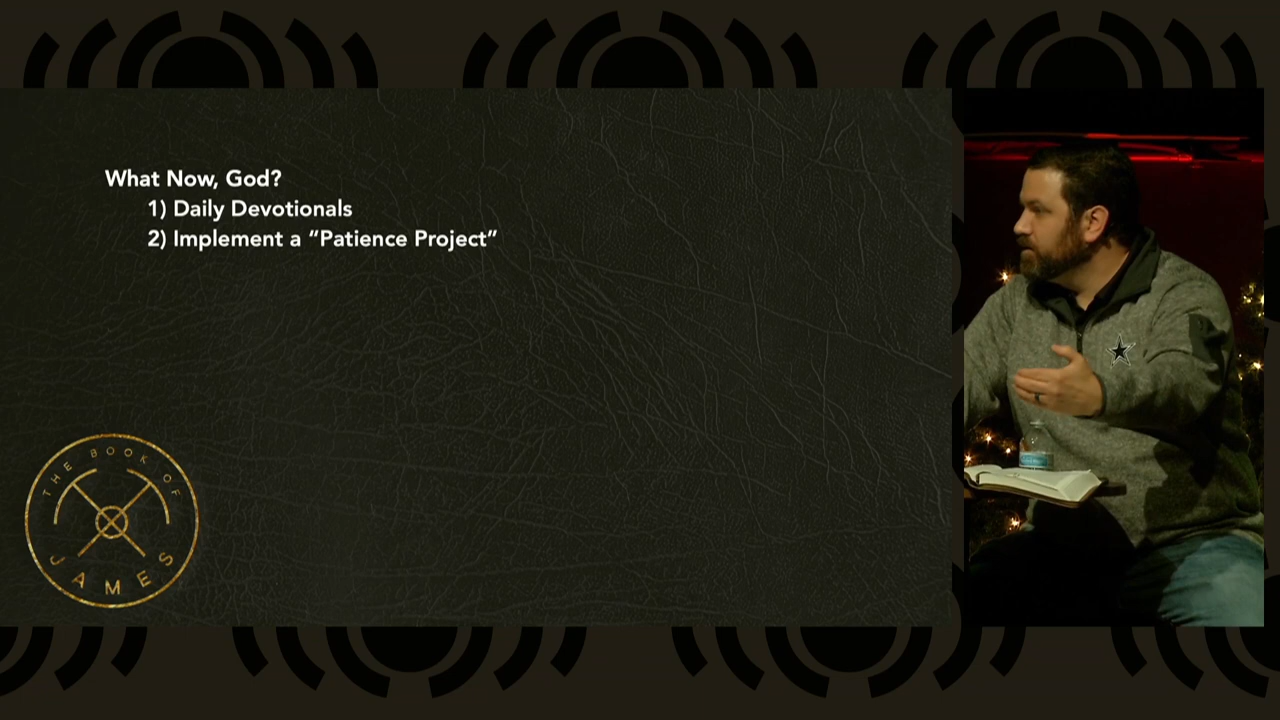 What Now, God?
1) Daily Devotionals
2) Implement a “Patience Project”
THE BOOK OF
JAMES